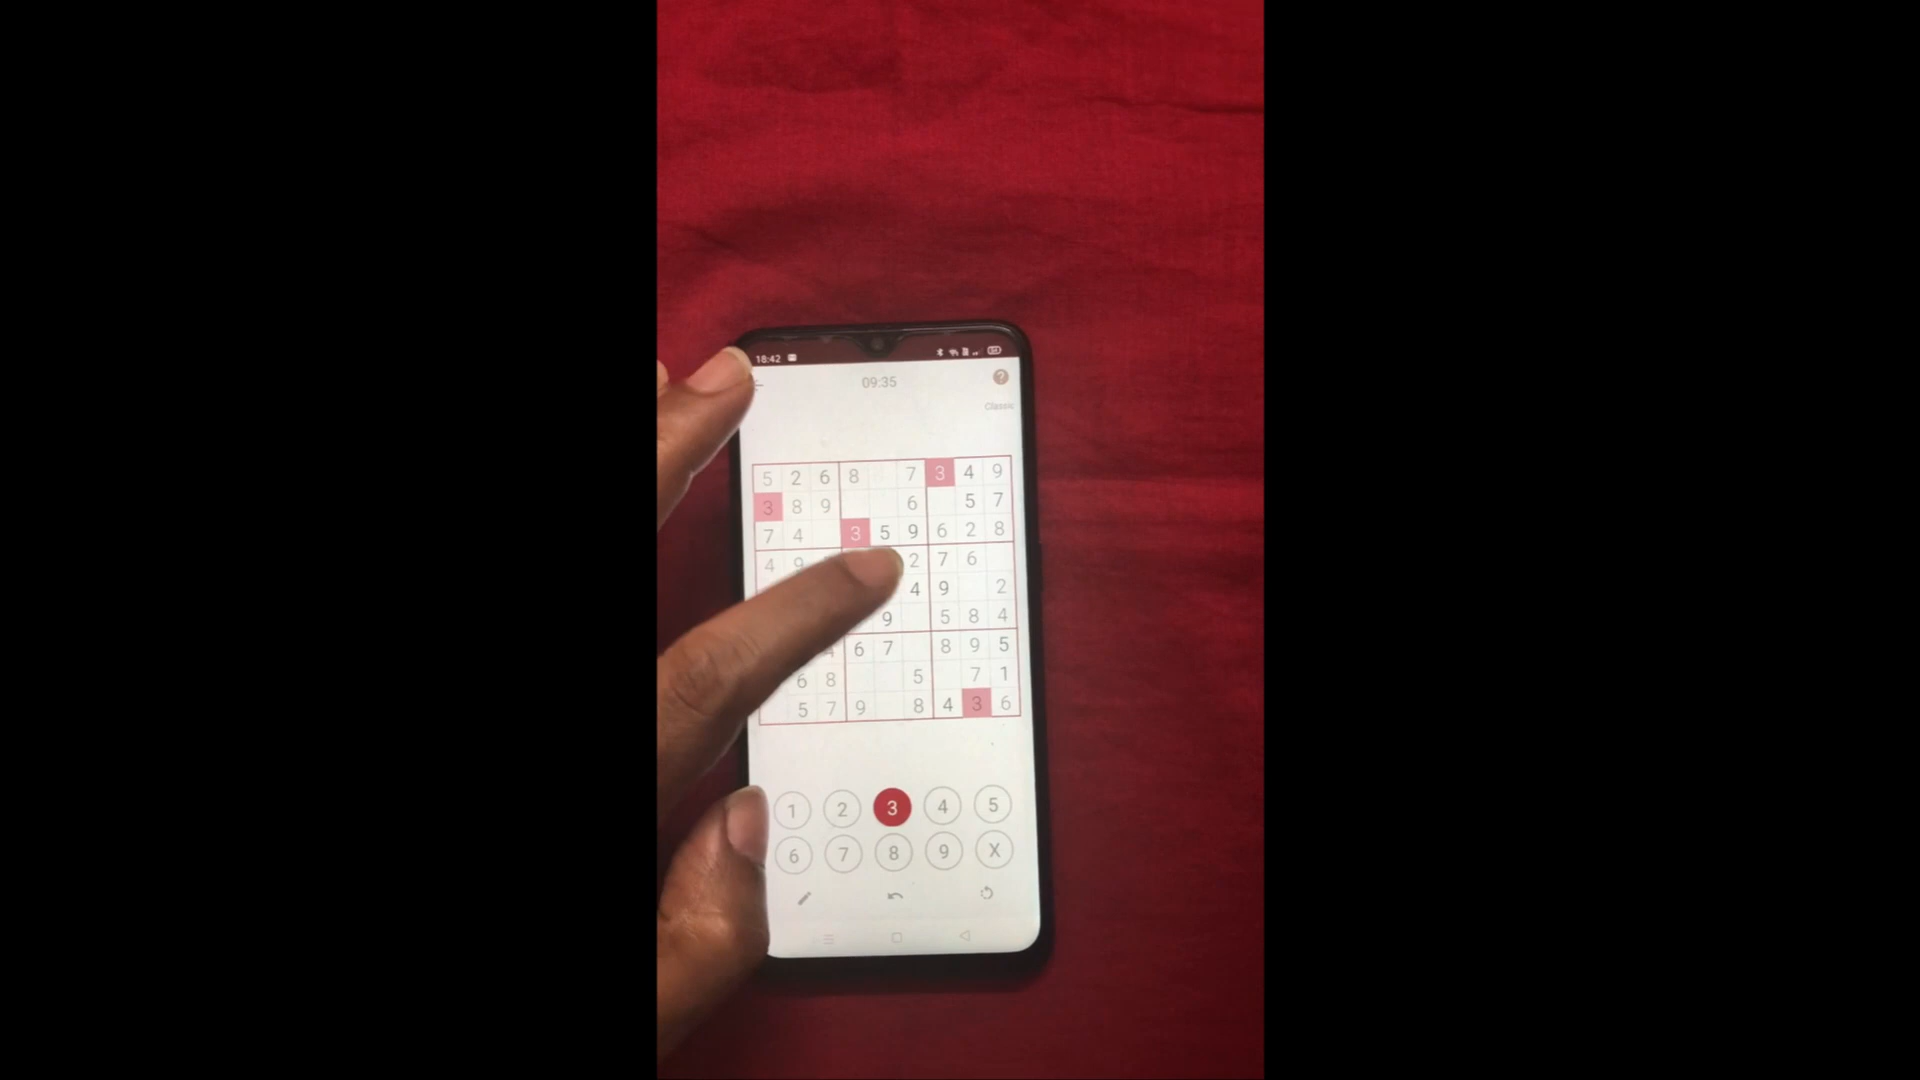 18:42
09:35
?
Classic
5 2 6 8 7 3 4 9
3 8 9 6 5 7
7 4 3 5 9 6 2 8
4 9 2 7 6
4 9 2
9 5 8 4
4 6 7 8 9 5
6 8 5 7 1
5 7 9 8 4 3 6
1 2 3 4 5
6 7 8 9 X